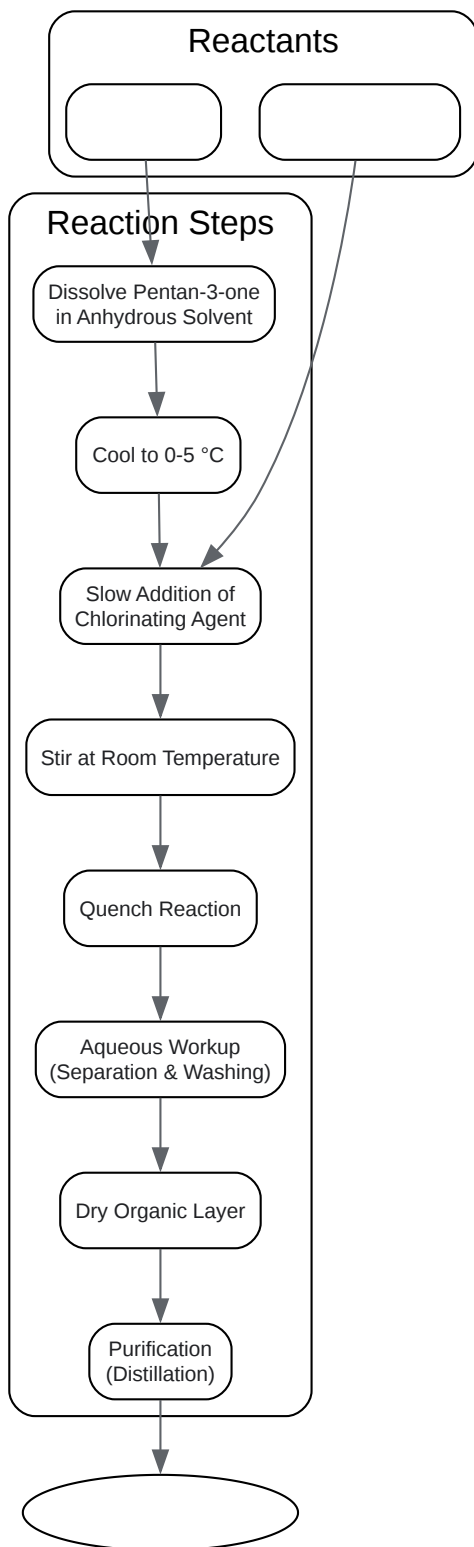 Reactants
Reaction Steps
Dissolve Pentan-3-one
in Anhydrous Solvent
Cool to 0-5 °C
Slow Addition of
Chlorinating Agent
Stir at Room Temperature
Quench Reaction
Aqueous Workup
(Separation & Washing)
Dry Organic Layer
Purification
(Distillation)